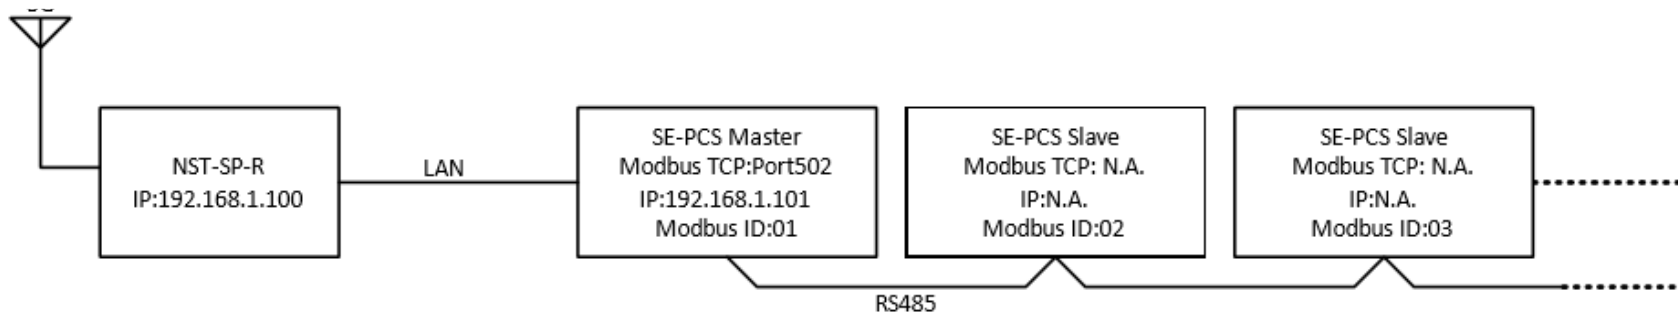 NST-SP-R
IP:192.168.1.100
LAN
SE-PCS Master
Modbus TCP:Port502
IP:192.168.1.101
Modbus ID:01
SE-PCS Slave
Modbus TCP: N.A.
IP:N.A.
Modbus ID:02
SE-PCS Slave
Modbus TCP: N.A.
IP:N.A.
Modbus ID:03
RS485